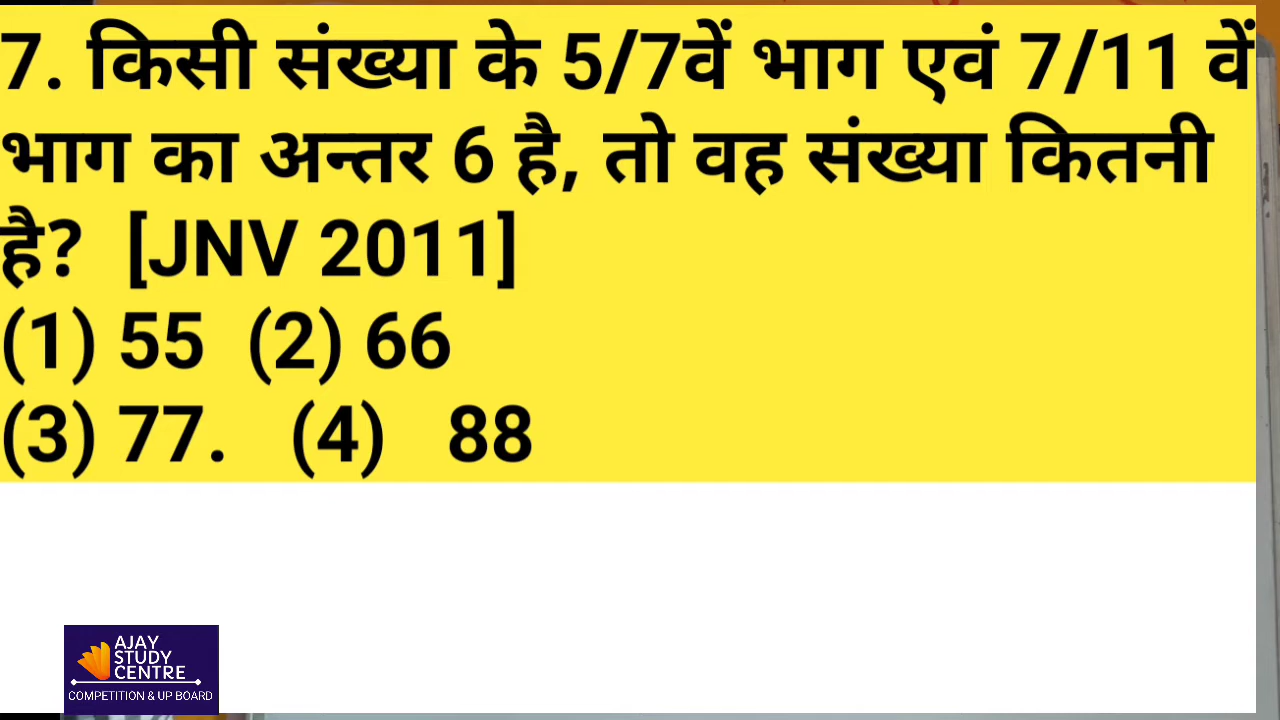 7. किसी संख्या के 5/7वें भाग एवं 7/11 वें
भाग का अन्तर 6 है, तो वह संख्या कितनी
है?  [JNV 2011]
(1) 55  (2) 66
(3) 77.   (4)   88
AJAY
STUDY
CENTRE
COMPETITION & UP BOARD